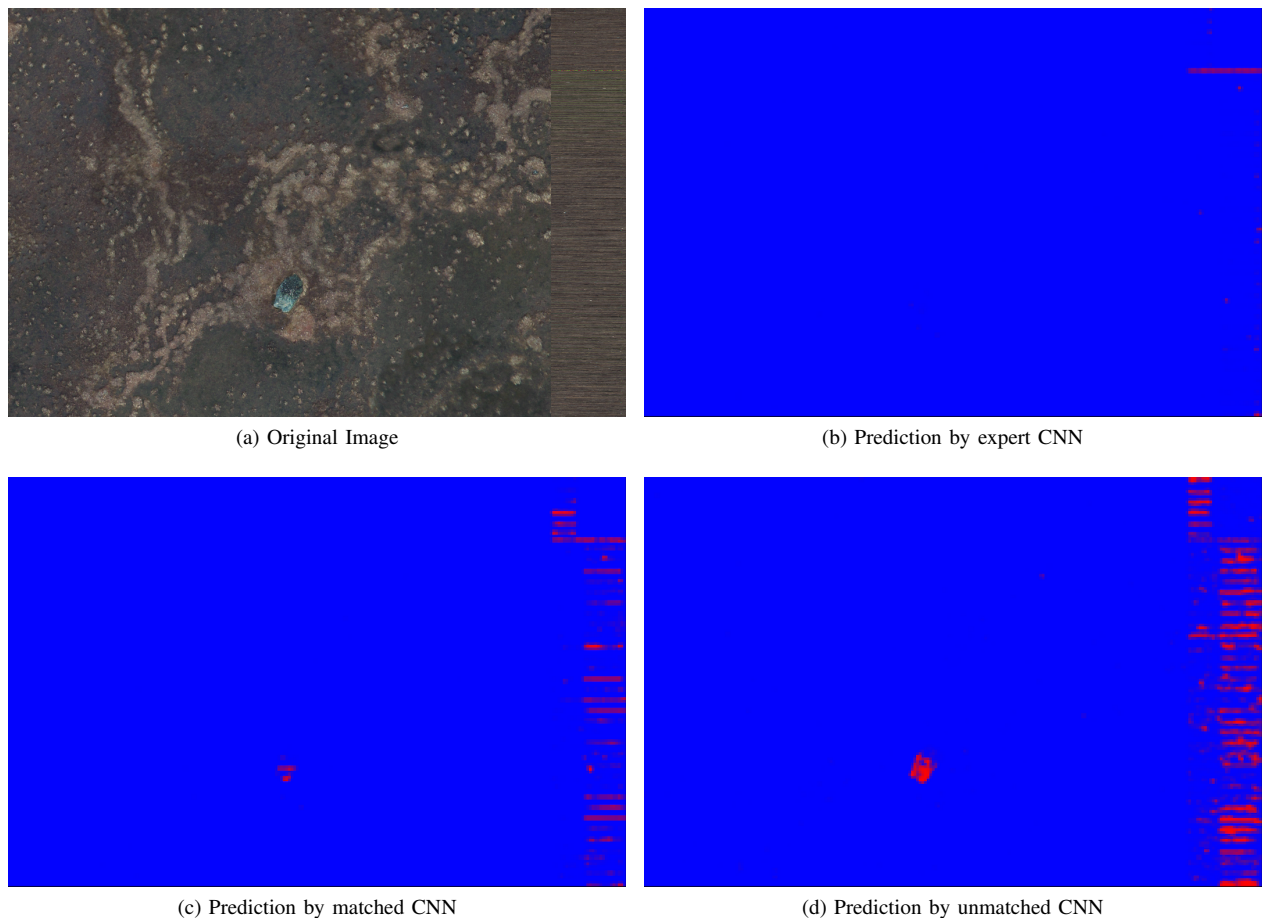 (a) Original Image
(b) Prediction by expert CNN
(c) Prediction by matched CNN
(d) Prediction by unmatched CNN